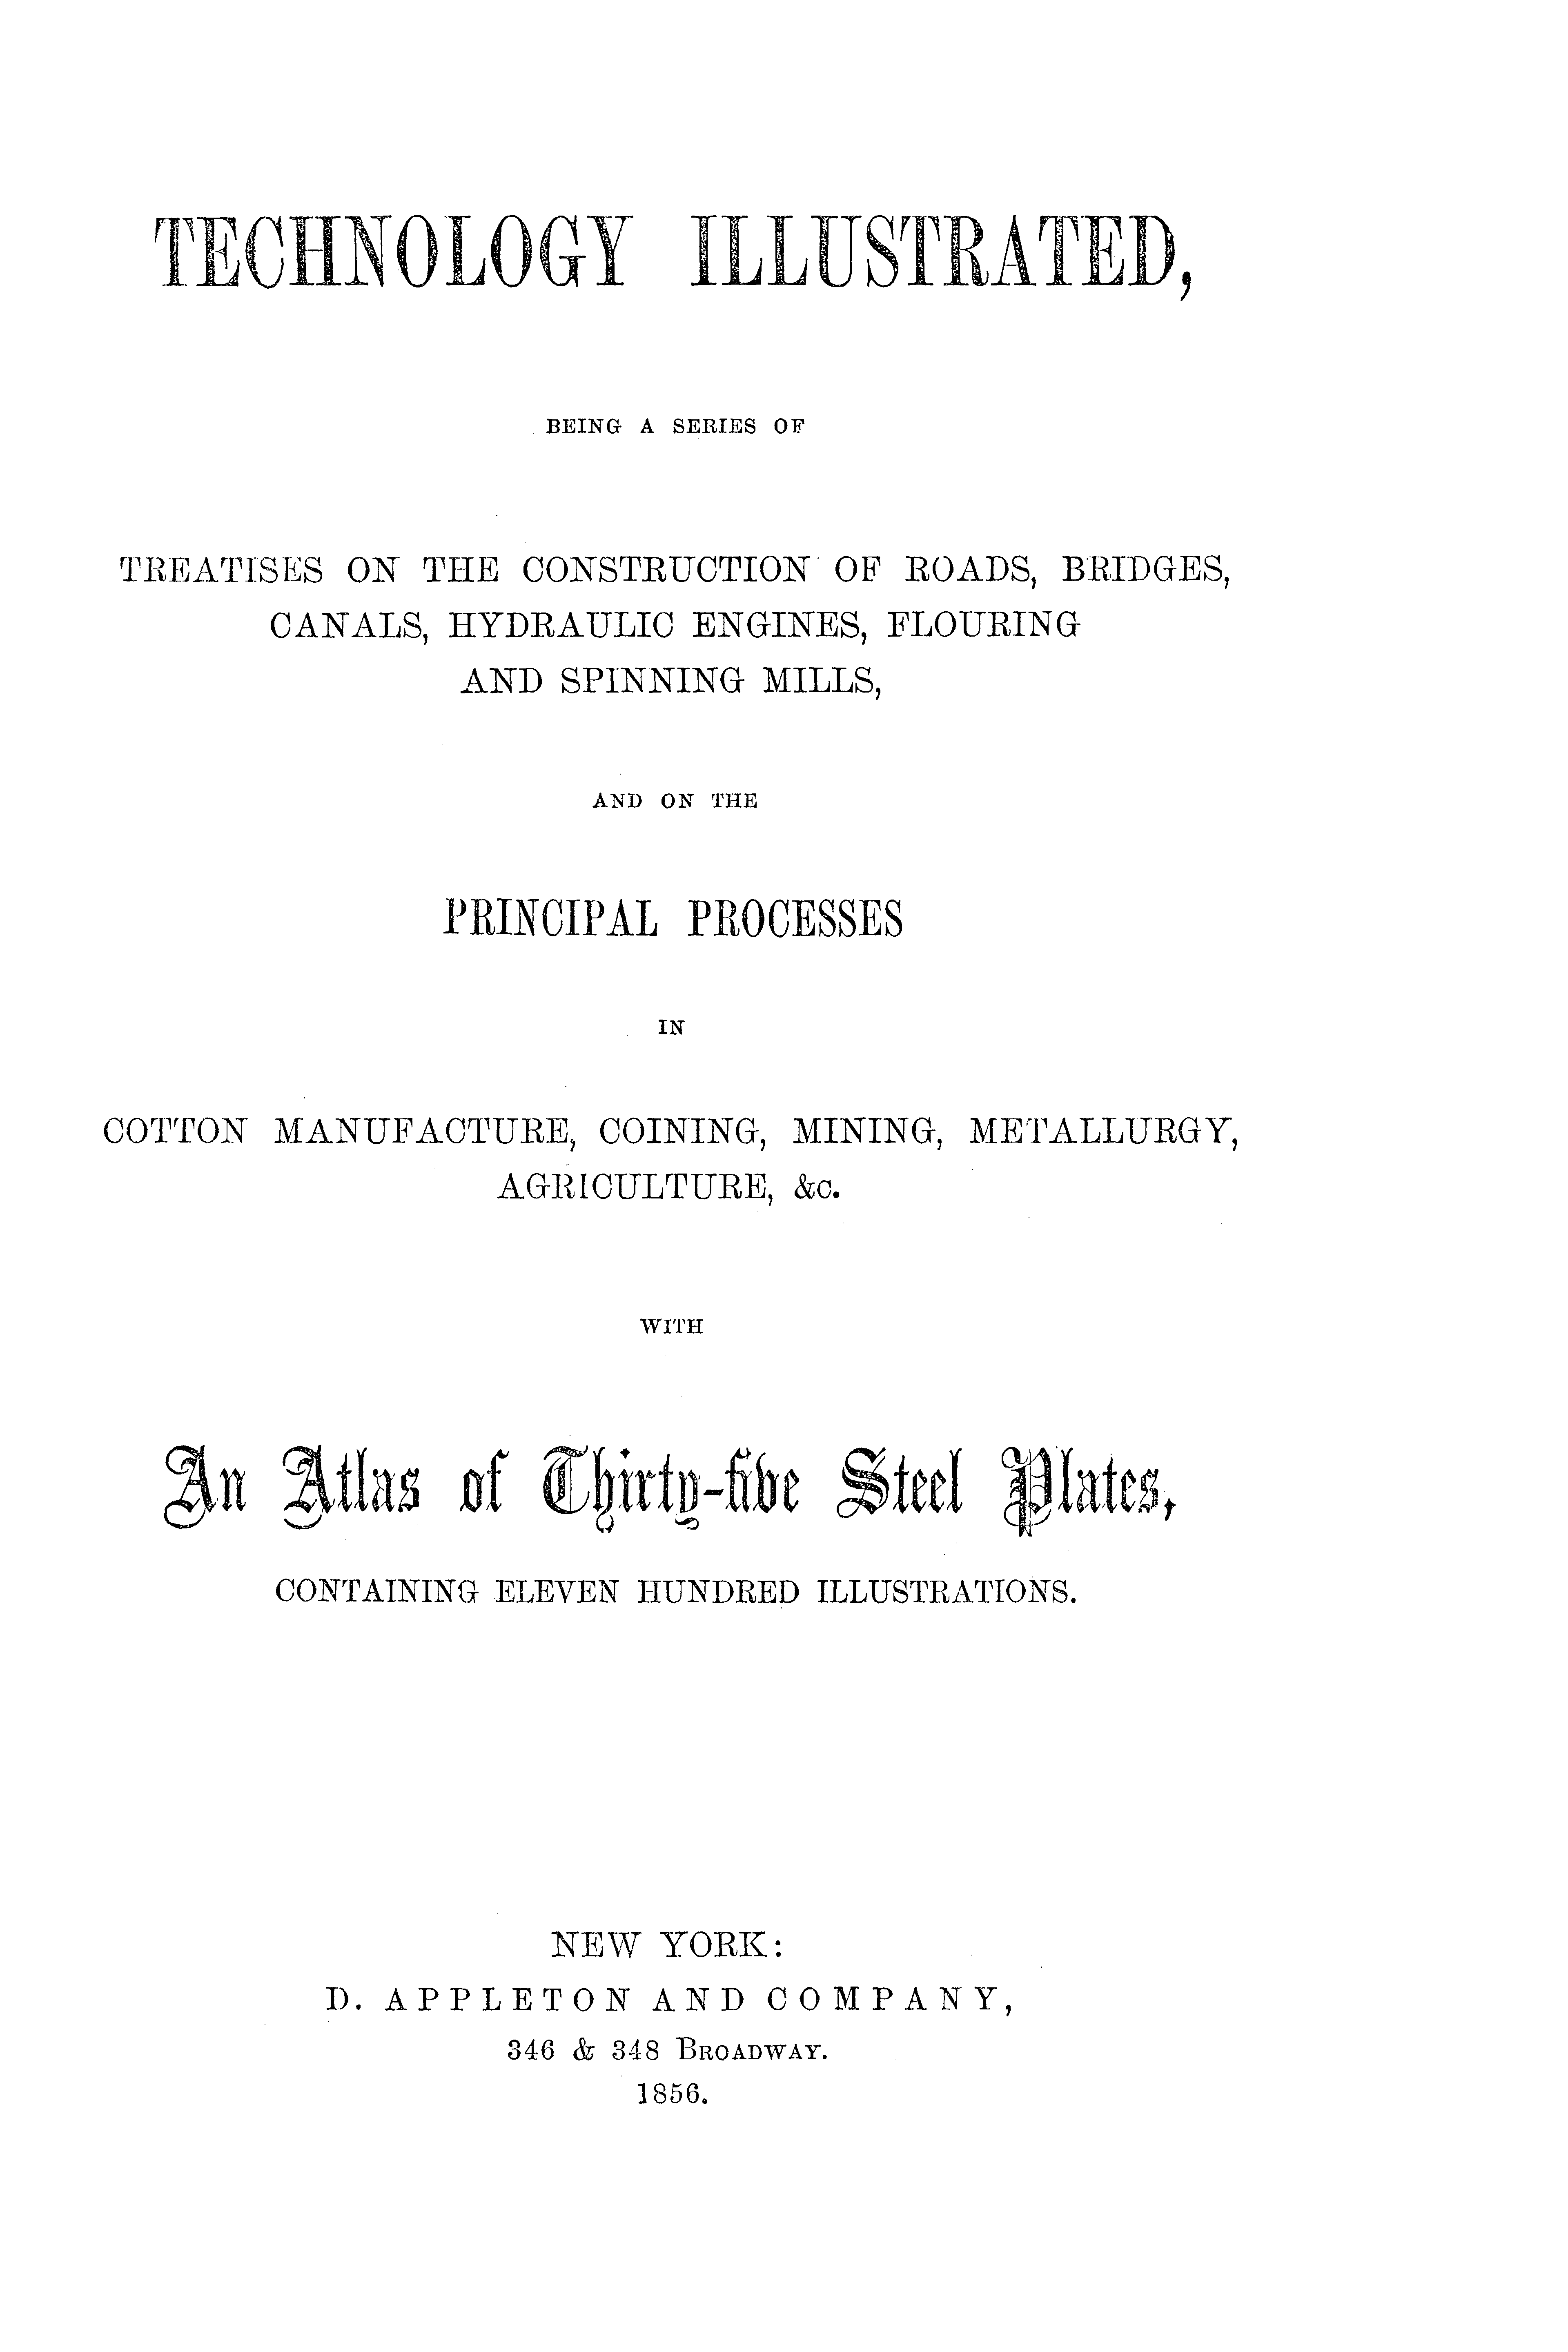 TECHNOLOGY ILLUSTRATED,
BEING A SERIES OF
TREATISES ON THE CONSTRUCTION OF ROADS, BRIDGES,
CANALS, HYDRAULIC ENGINES, FLOURING
AND SPINNING MILLS,
AND ON THE
PRINCIPAL PROCESSES
IN
COTTON MANUFACTURE, COINING, MINING, METALLURGY,
AGRICULTURE, &c.
WITH
An Atlas of Thirty-five Steel Plates,
CONTAINING ELEVEN HUNDRED ILLUSTRATIONS.
NEW YORK:
D. APPLETON AND COMPANY,
346 & 348 BROADWAY.
1856.